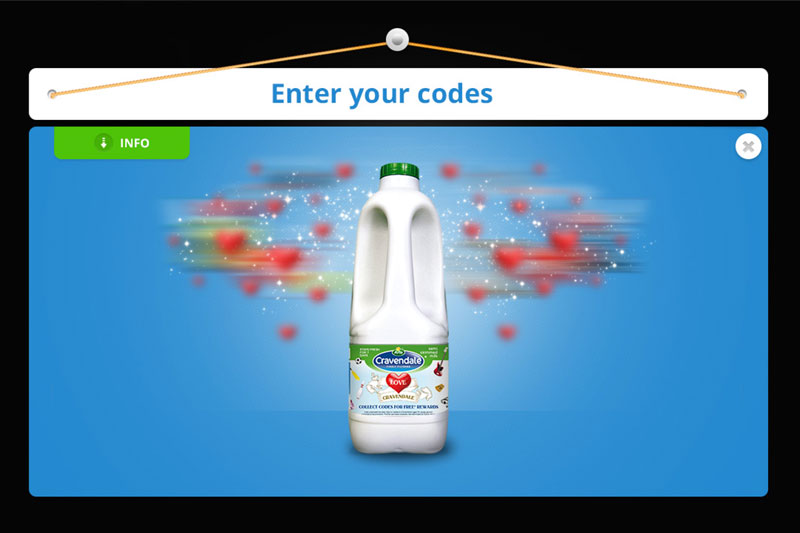 Enter your codes
INFO
Cravendale
LOVE
CRAVENDALE
COLLECT CODES FOR FREE* REWARDS